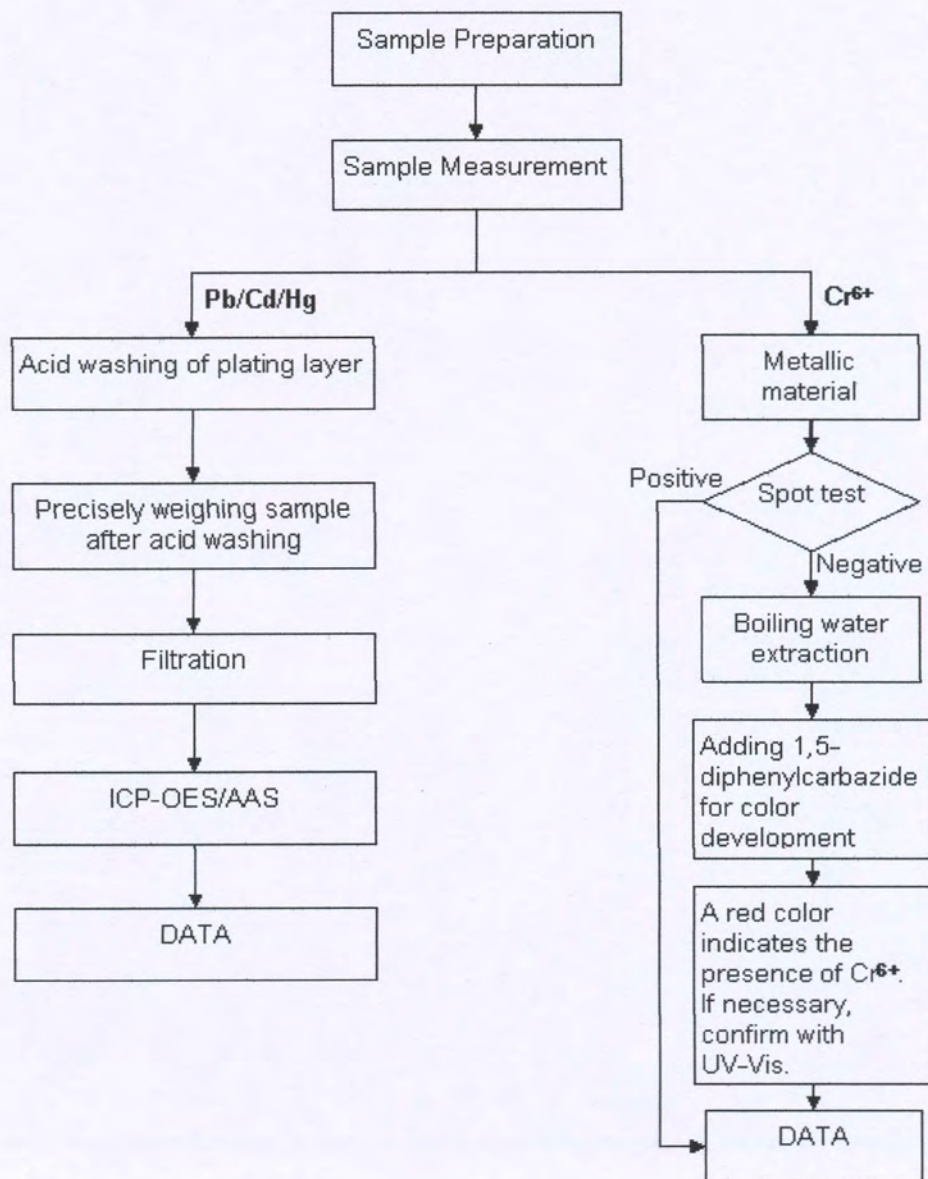 Sample Preparation
Sample Measurement
Pb/Cd/Hg
Acid washing of plating layer
Precisely weighing sample
after acid washing
Filtration
ICP-OES/AAS
DATA
Cr⁶⁺
Metallic
material
Spot test
Positive
Negative
Boiling water
extraction
Adding 1,5-
diphenylcarbazide
for color
development
A red color
indicates the
presence of Cr⁶⁺.
If necessary,
confirm with
UV-Vis.
DATA